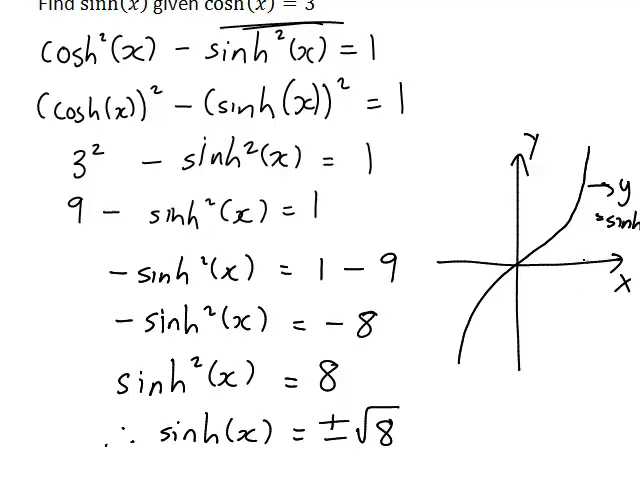 Find sinh(x) given cosh(x) = 3
cosh²(x) − sinh²(x) = 1
(cosh(x))² − (sinh(x))² = 1
3² − sinh²(x) = 1
9 − sinh²(x) = 1
−sinh²(x) = 1 − 9
−sinh²(x) = −8
sinh²(x) = 8
∴ sinh(x) = ±√8
y
y
=sinh
x